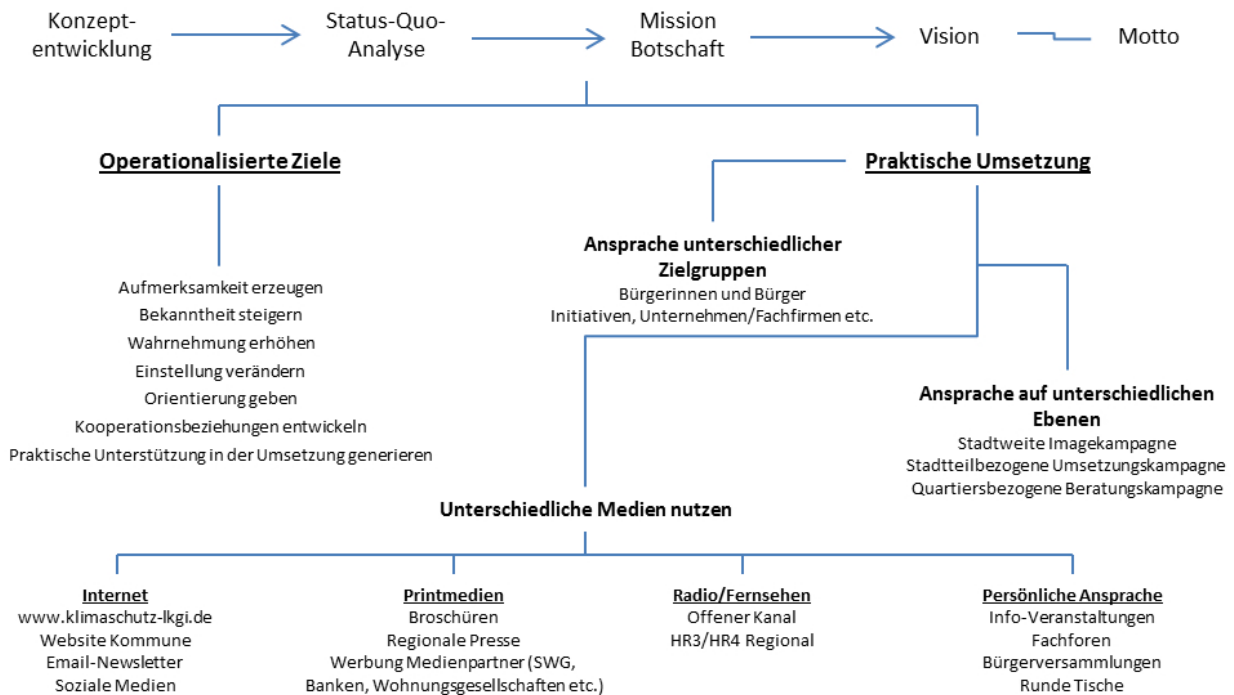 Konzept-
entwicklung
Status-Quo-
Analyse
Mission
Botschaft
Vision
Motto
Operationalisierte Ziele
Aufmerksamkeit erzeugen
Bekanntheit steigern
Wahrnehmung erhöhen
Einstellung verändern
Orientierung geben
Kooperationsbeziehungen entwickeln
Praktische Unterstützung in der Umsetzung generieren
Praktische Umsetzung
Ansprache unterschiedlicher
Zielgruppen
Bürgerinnen und Bürger
Initiativen, Unternehmen/Fachfirmen etc.
Ansprache auf unterschiedlichen
Ebenen
Stadtweite Imagekampagne
Stadtteilbezogene Umsetzungskampagne
Quartiersbezogene Beratungskampagne
Unterschiedliche Medien nutzen
Internet
www.klimaschutz-lkgi.de
Website Kommune
Email-Newsletter
Soziale Medien
Printmedien
Broschüren
Regionale Presse
Werbung Medienpartner (SWG,
Banken, Wohnungsgesellschaften etc.)
Radio/Fernsehen
Offener Kanal
HR3/HR4 Regional
Persönliche Ansprache
Info-Veranstaltungen
Fachforen
Bürgerversammlungen
Runde Tische